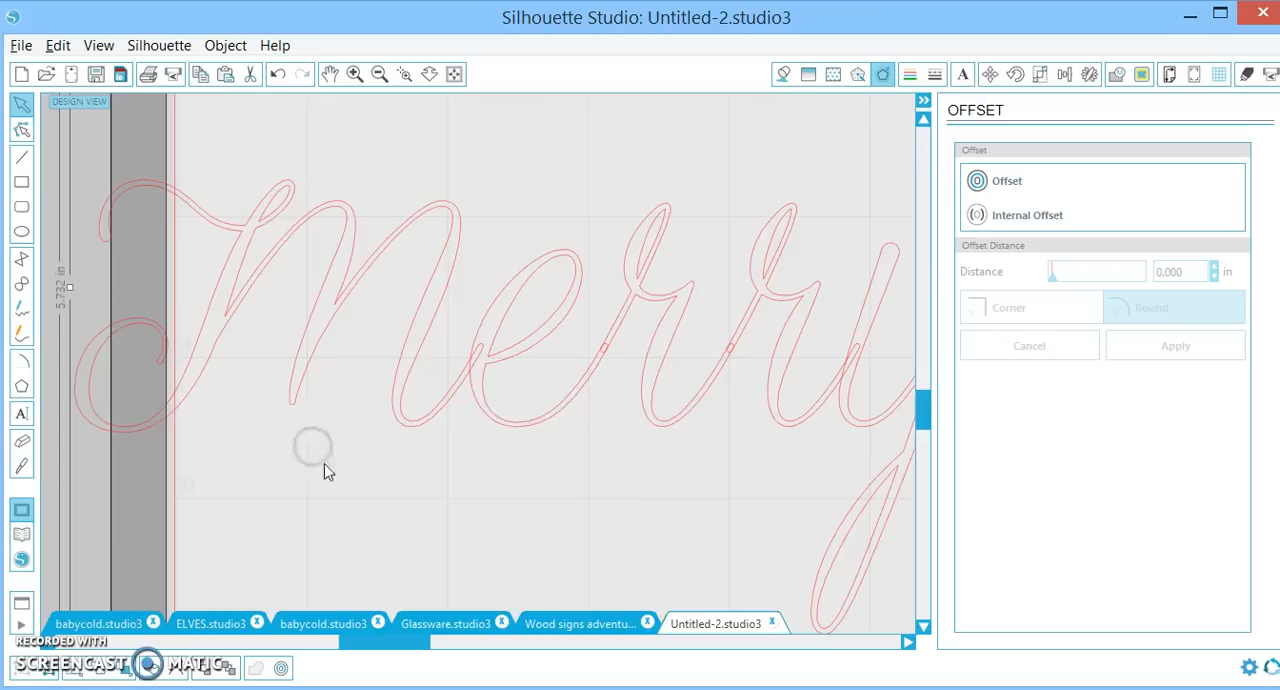 Silhouette Studio: Untitled-2.studio3
File Edit View Silhouette Object Help
DESIGN VIEW
OFFSET
Offset
Offset
Internal Offset
Offset Distance
Distance 0.000 in
Corner Round
Cancel Apply
5.732 in
Merry
babycold.studio3 ELVES.studio3 babycold.studio3 Glassware.studio3 Wood signs adventu... Untitled-2.studio3
RECORDED WITH
SCREENCAST MATIC